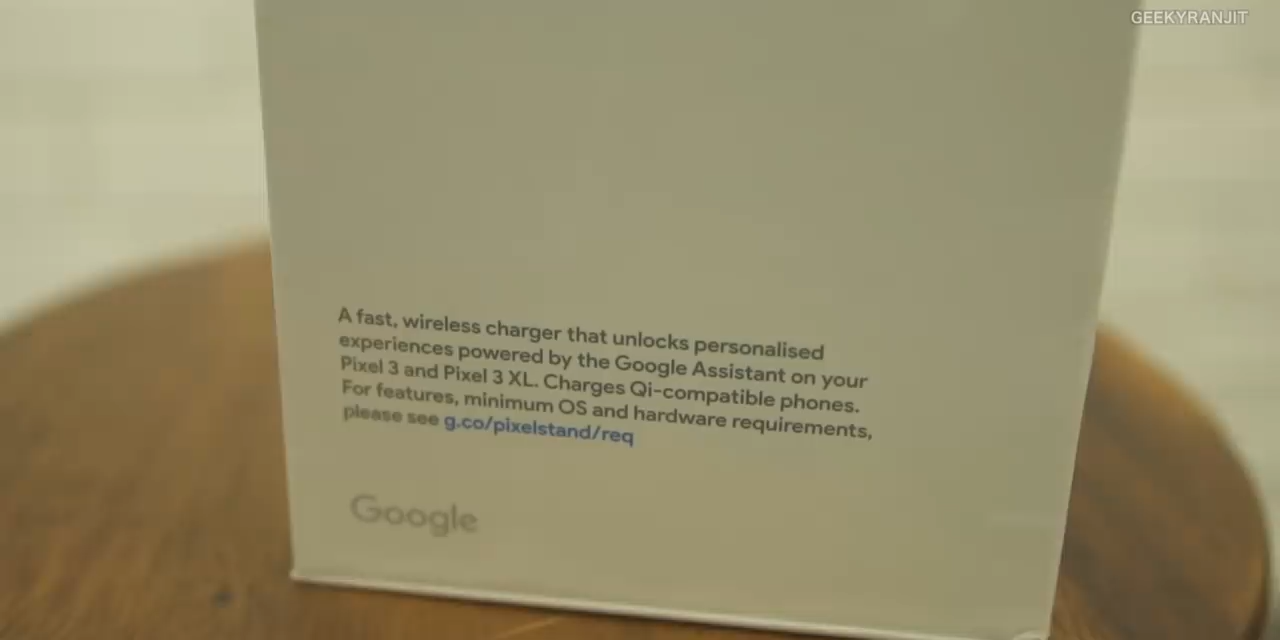 GEEKYRANJIT
A fast, wireless charger that unlocks personalised
experiences powered by the Google Assistant on your
Pixel 3 and Pixel 3 XL. Charges Qi-compatible phones.
For features, minimum OS and hardware requirements,
please see g.co/pixelstand/req
Google